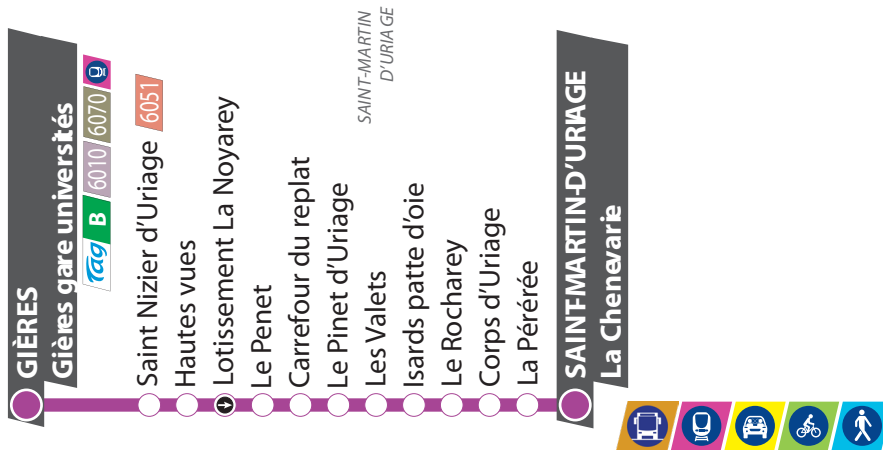 GIÈRES
Gières gare universités
Tag B 6010 6070
Saint Nizier d'Uriage 6051
Hautes vues
Lotissement La Noyarey
Le Penet
Carrefour du replat
Le Pinet d'Uriage
Les Valets
Isards patte d'oie
Le Rocharey
Corps d'Uriage
La Pérérée
SAINT-MARTIN
D'URIAGE
SAINT-MARTIN-D'URIAGE
La Chenevarie